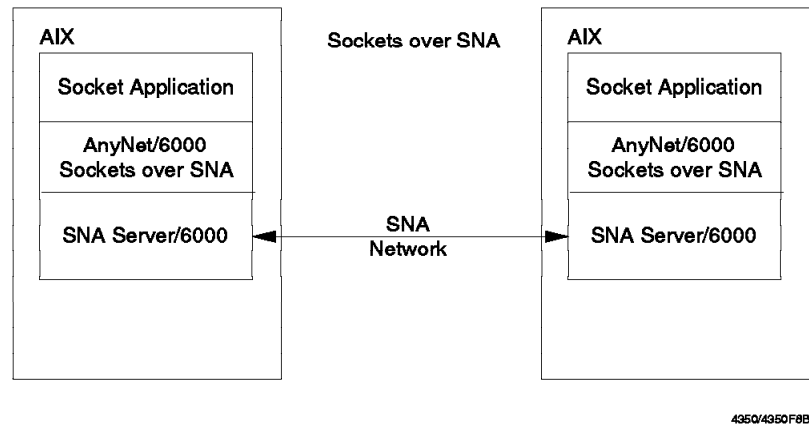 AIX
Sockets over SNA
AIX
Socket Application
Socket Application
AnyNet/6000
Sockets over SNA
AnyNet/6000
Sockets over SNA
SNA Server/6000
SNA
Network
SNA Server/6000
4350/4350F8B